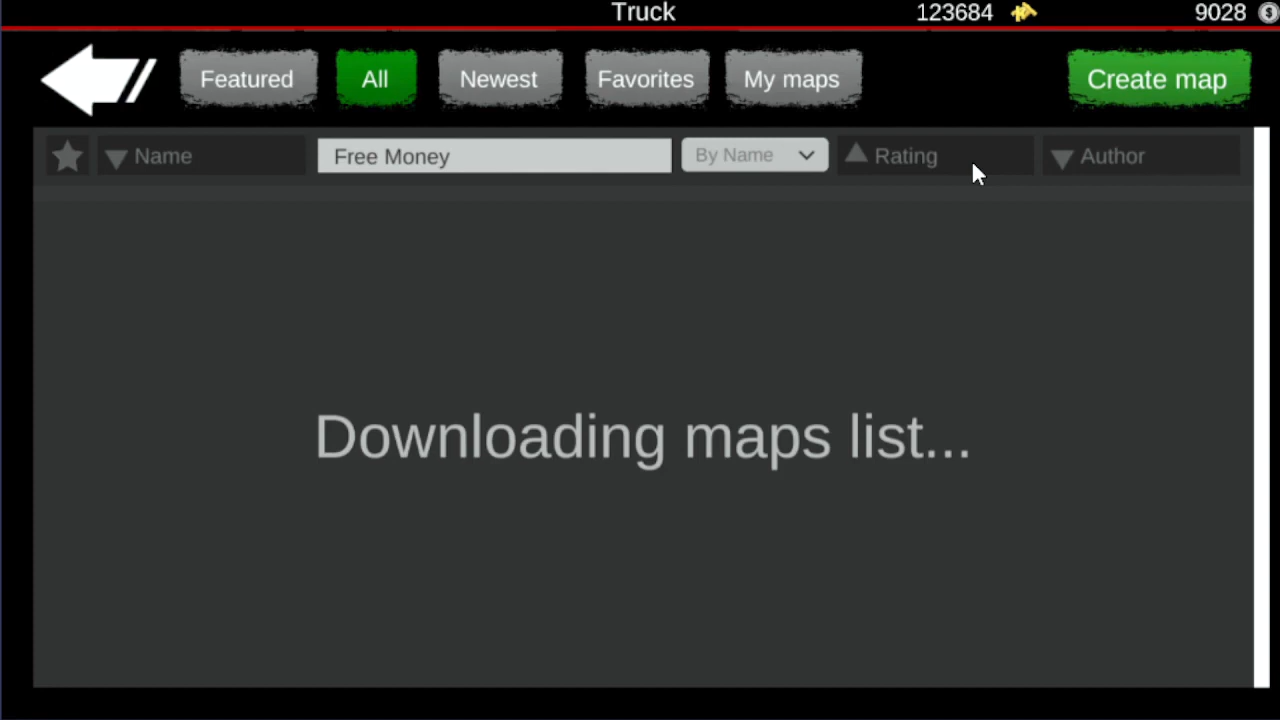 Truck 123684 9028
Featured All Newest Favorites My maps Create map
Name Free Money By Name Rating Author
Downloading maps list...